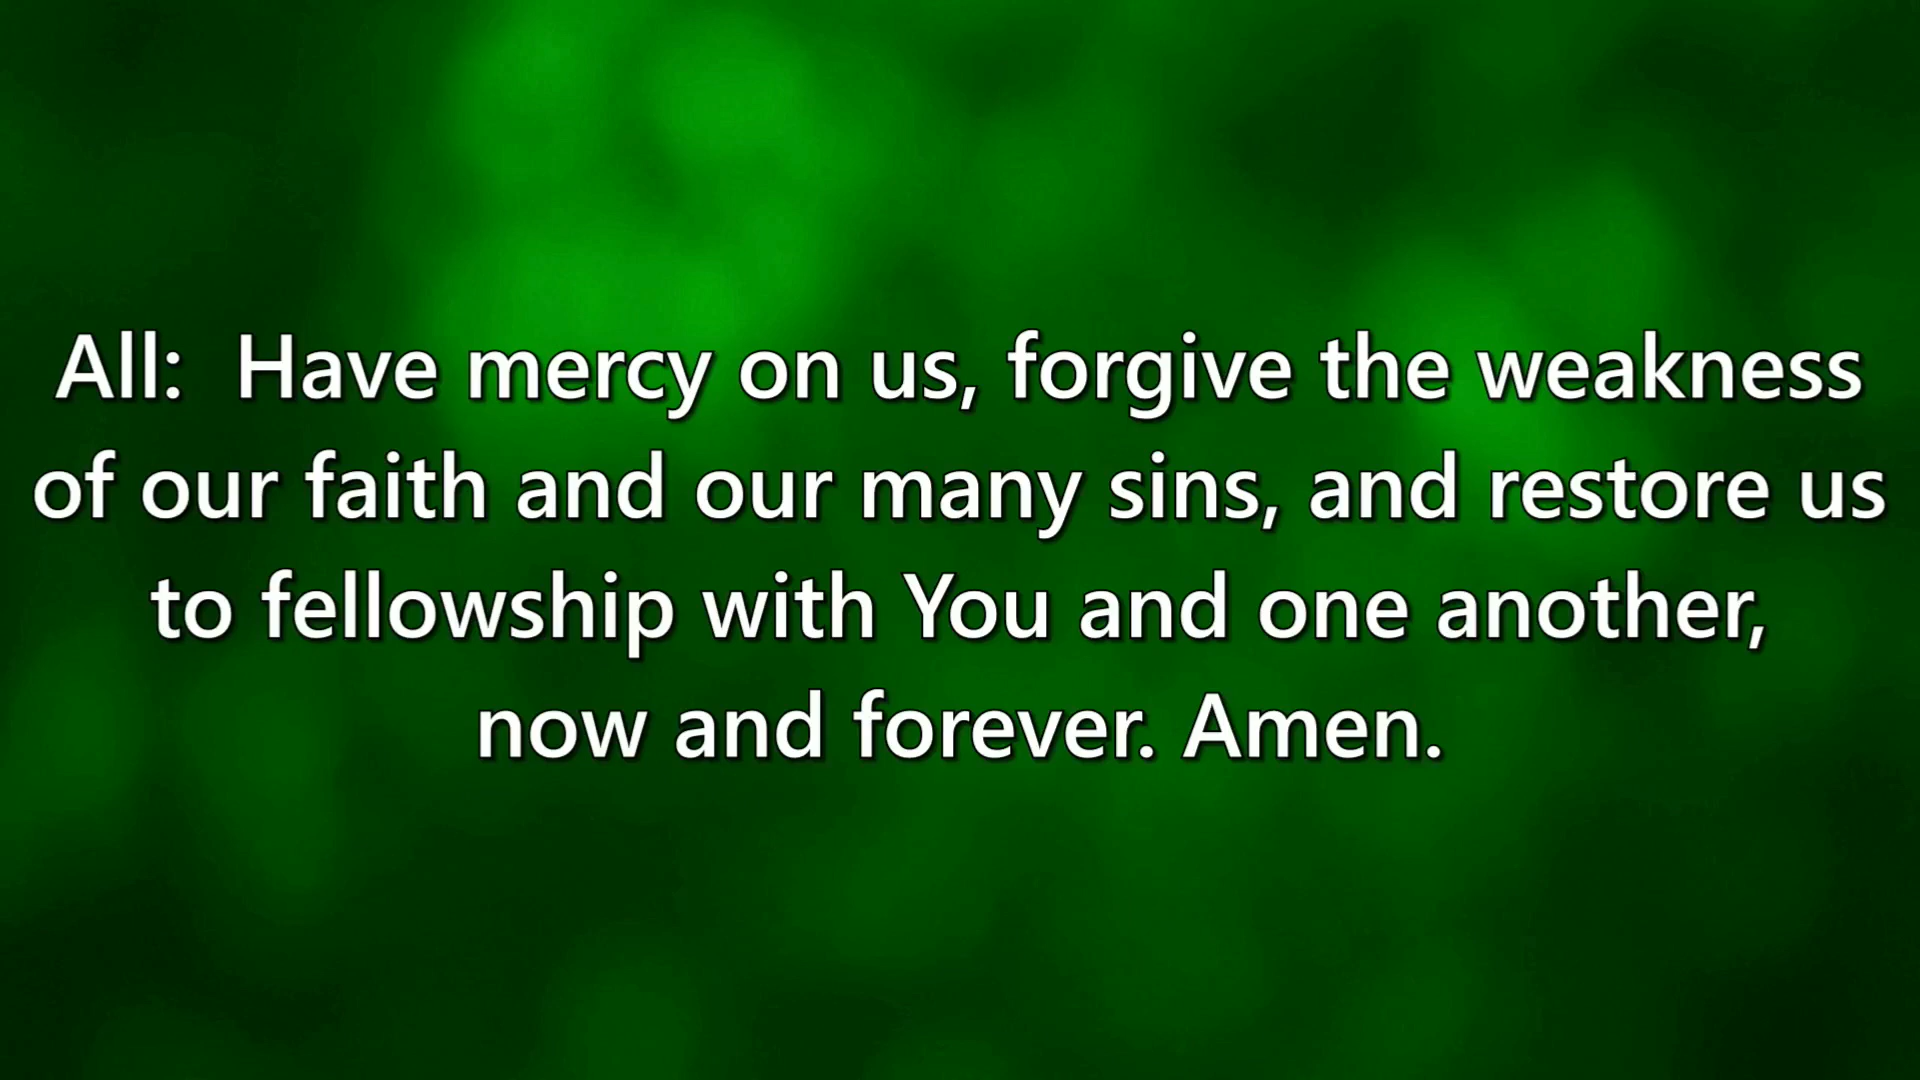 All:  Have mercy on us, forgive the weakness
of our faith and our many sins, and restore us
to fellowship with You and one another,
now and forever. Amen.